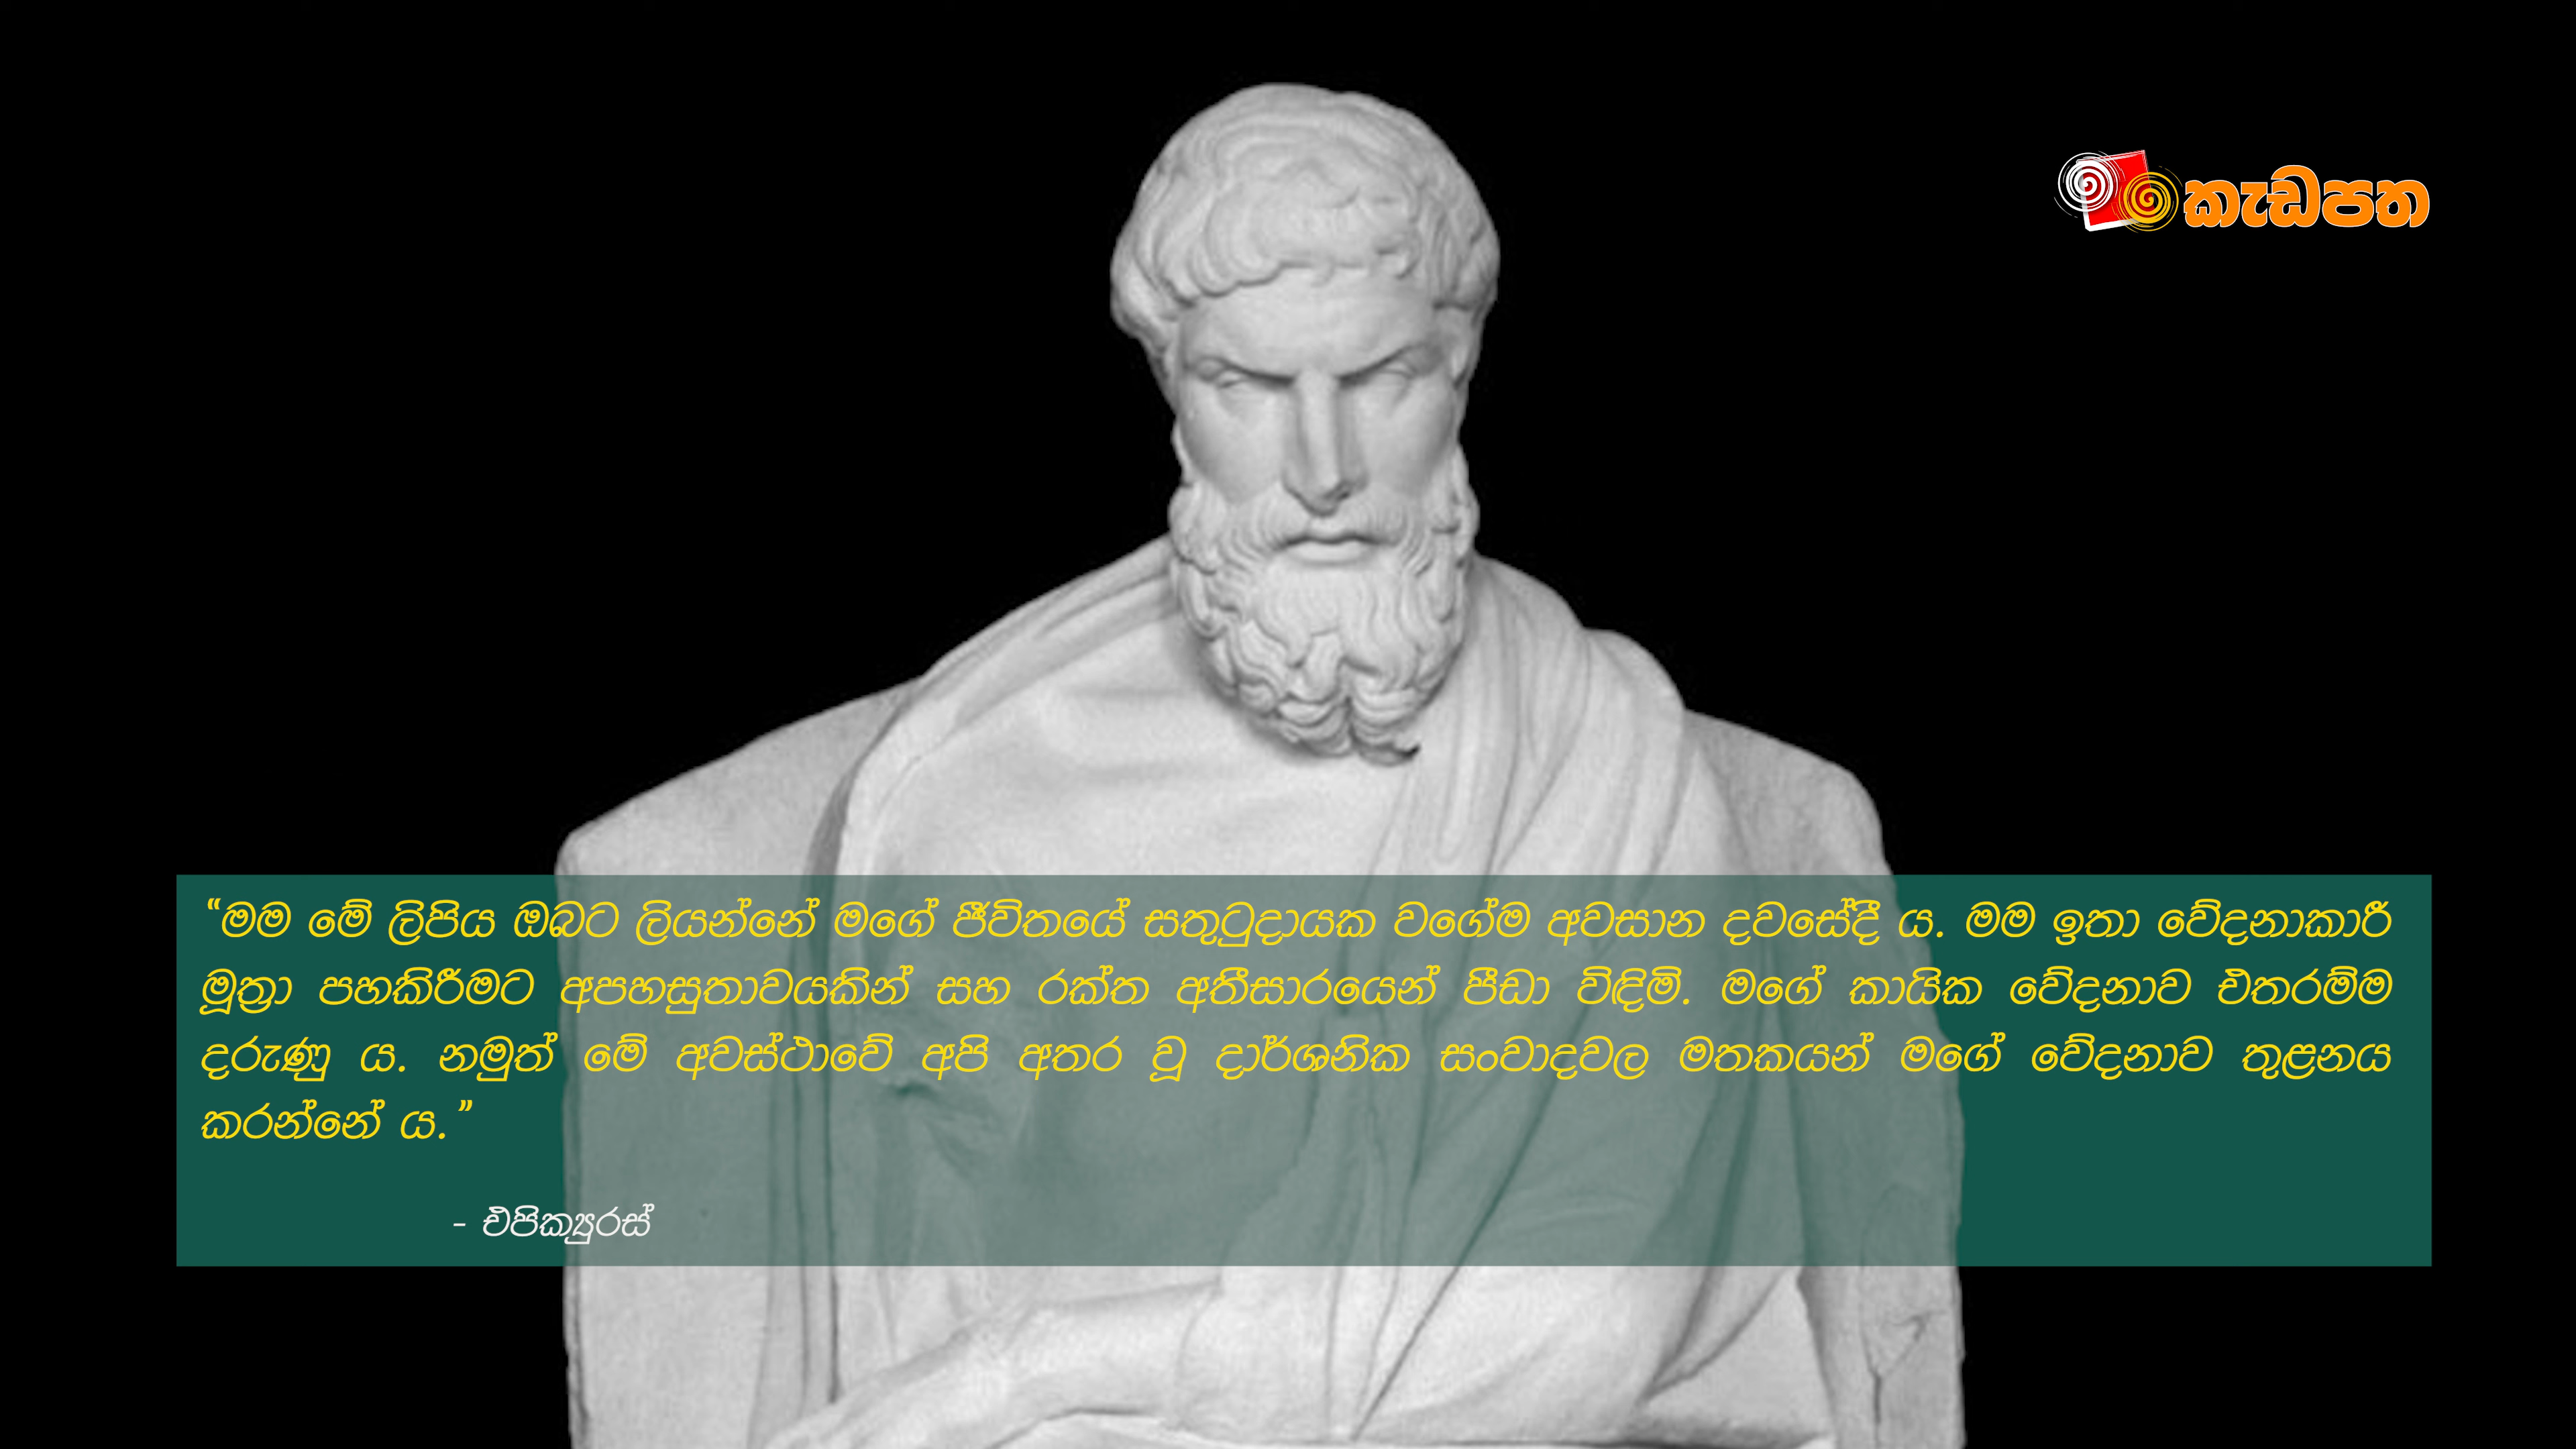 කැඩපත
“මම මේ ලිපිය ඔබට ලියන්නේ මගේ ජීවිතයේ සතුටුදායක වගේම අවසාන දවසේදී ය. මම ඉතා වේදනාකාරී
මූත්‍රා පහකිරීමට අපහසුතාවයකින් සහ රක්ත අතීසාරයෙන් පීඩා විඳිමි. මගේ කායික වේදනාව එතරම්ම
දරුණු ය. නමුත් මේ අවස්ථාවේ අපි අතර වූ දාර්ශනික සංවාදවල මතකයන් මගේ වේදනාව තුළනය
කරන්නේ ය.”
- එපික්‍යුරස්